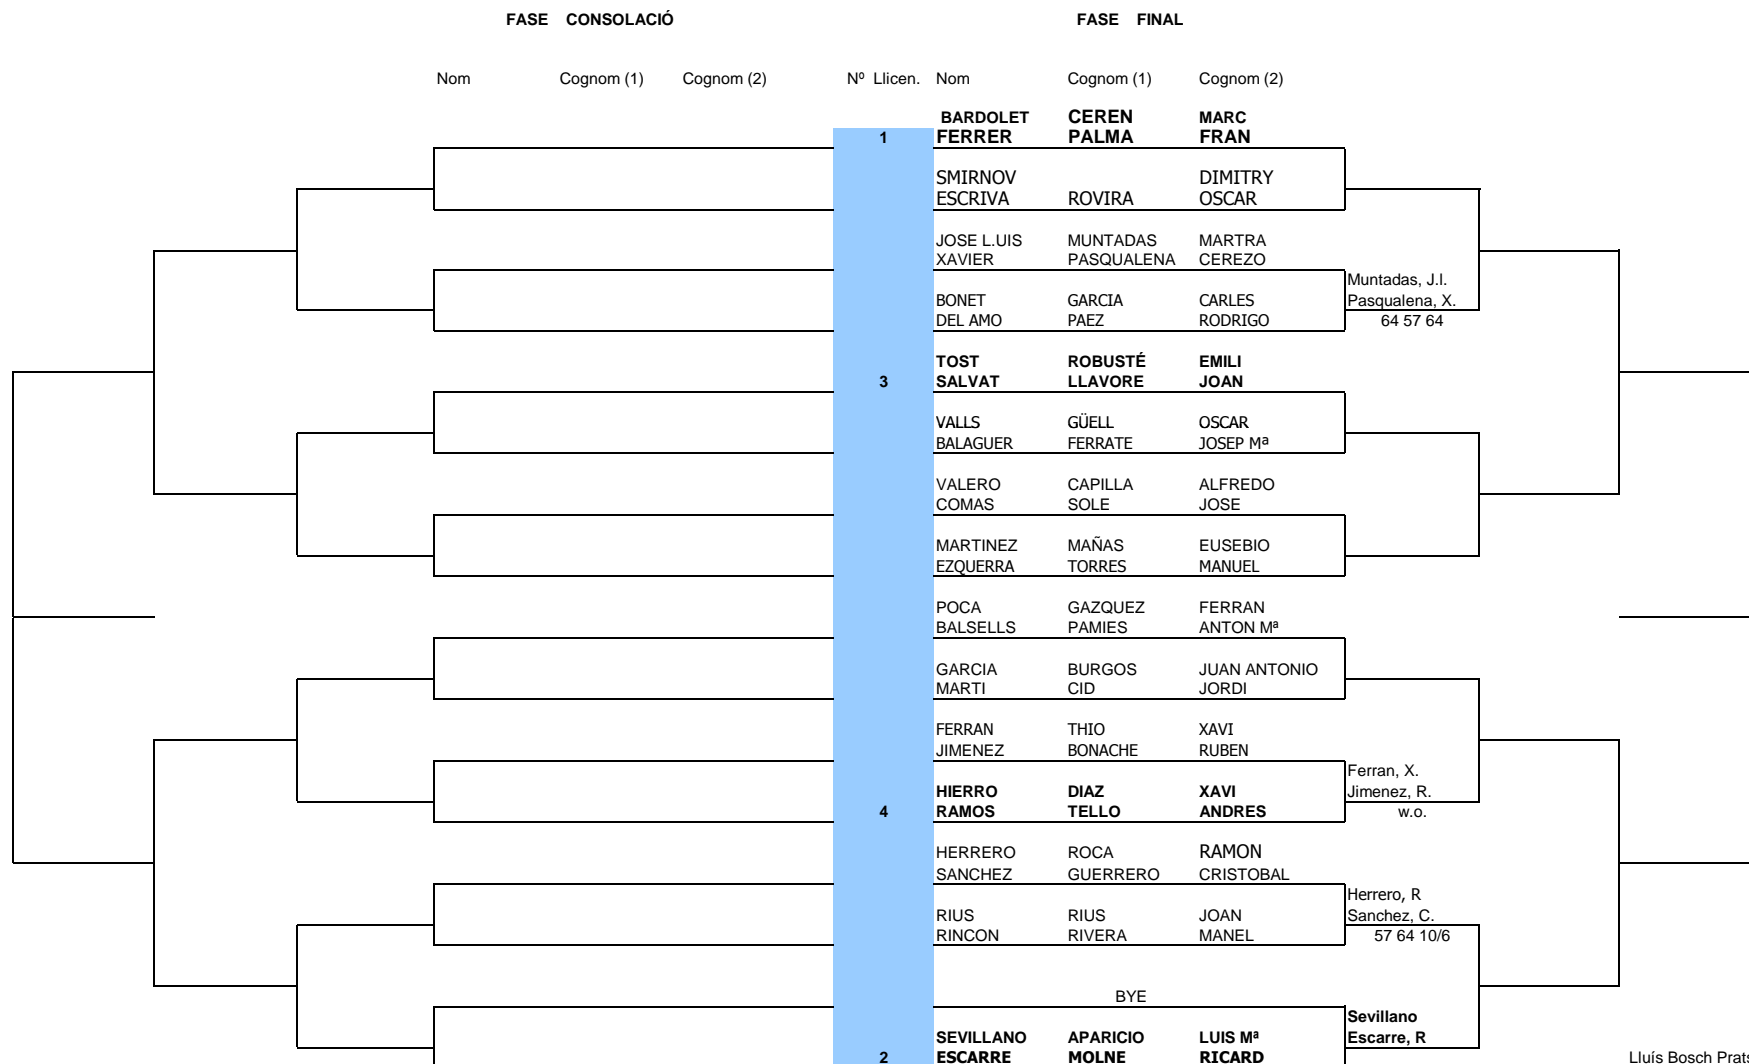 FASE CONSOLACIÓ FASE FINAL
Nom Cognom (1) Cognom (2) Nº Llicen. Nom Cognom (1) Cognom (2)
BARDOLET CEREN MARC
1 FERRER PALMA FRAN
SMIRNOV DIMITRY
ESCRIVA ROVIRA OSCAR
JOSE L.UIS MUNTADAS MARTRA
XAVIER PASQUALENA CEREZO
Muntadas, J.l.
BONET GARCIA CARLES Pasqualena, X.
DEL AMO PAEZ RODRIGO 64 57 64
TOST ROBUSTÉ EMILI
3 SALVAT LLAVORE JOAN
VALLS GÜELL OSCAR
BALAGUER FERRATE JOSEP Mª
VALERO CAPILLA ALFREDO
COMAS SOLE JOSE
MARTINEZ MAÑAS EUSEBIO
EZQUERRA TORRES MANUEL
POCA GAZQUEZ FERRAN
BALSELLS PAMIES ANTON Mª
GARCIA BURGOS JUAN ANTONIO
MARTI CID JORDI
FERRAN THIO XAVI
JIMENEZ BONACHE RUBEN
Ferran, X.
HIERRO DIAZ XAVI Jimenez, R.
4 RAMOS TELLO ANDRES w.o.
HERRERO ROCA RAMON
SANCHEZ GUERRERO CRISTOBAL
Herrero, R
RIUS RIUS JOAN Sanchez, C.
RINCON RIVERA MANEL 57 64 10/6
BYE
Sevillano
SEVILLANO APARICIO LUIS Mª Escarre, R
2 ESCARRE MOLNE RICARD Lluís Bosch Prats